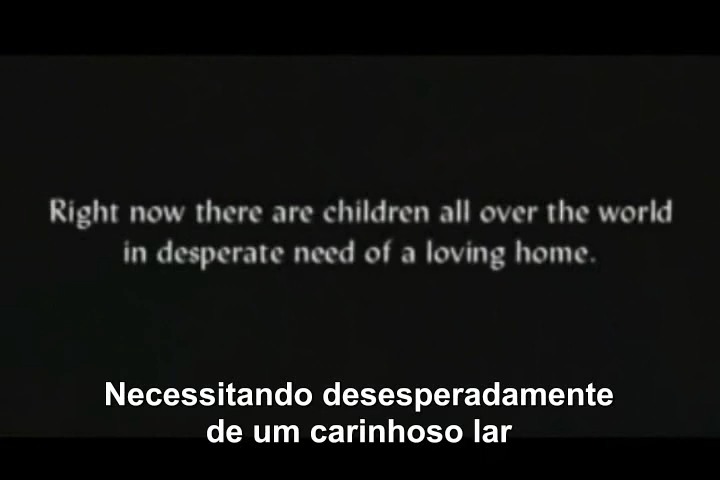 Right now there are children all over the world
in desperate need of a loving home.
Necessitando desesperadamente
de um carinhoso lar